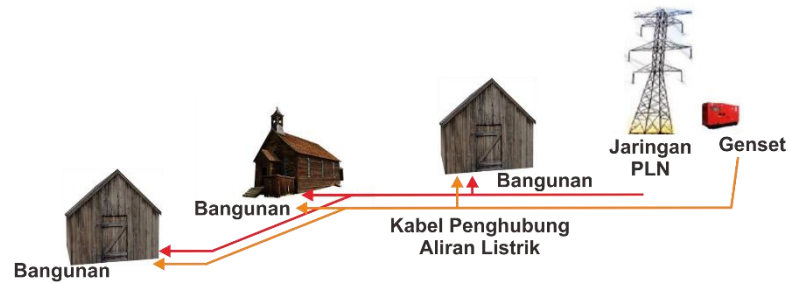 Jaringan
PLN
Genset
Bangunan
Bangunan
Kabel Penghubung
Aliran Listrik
Bangunan